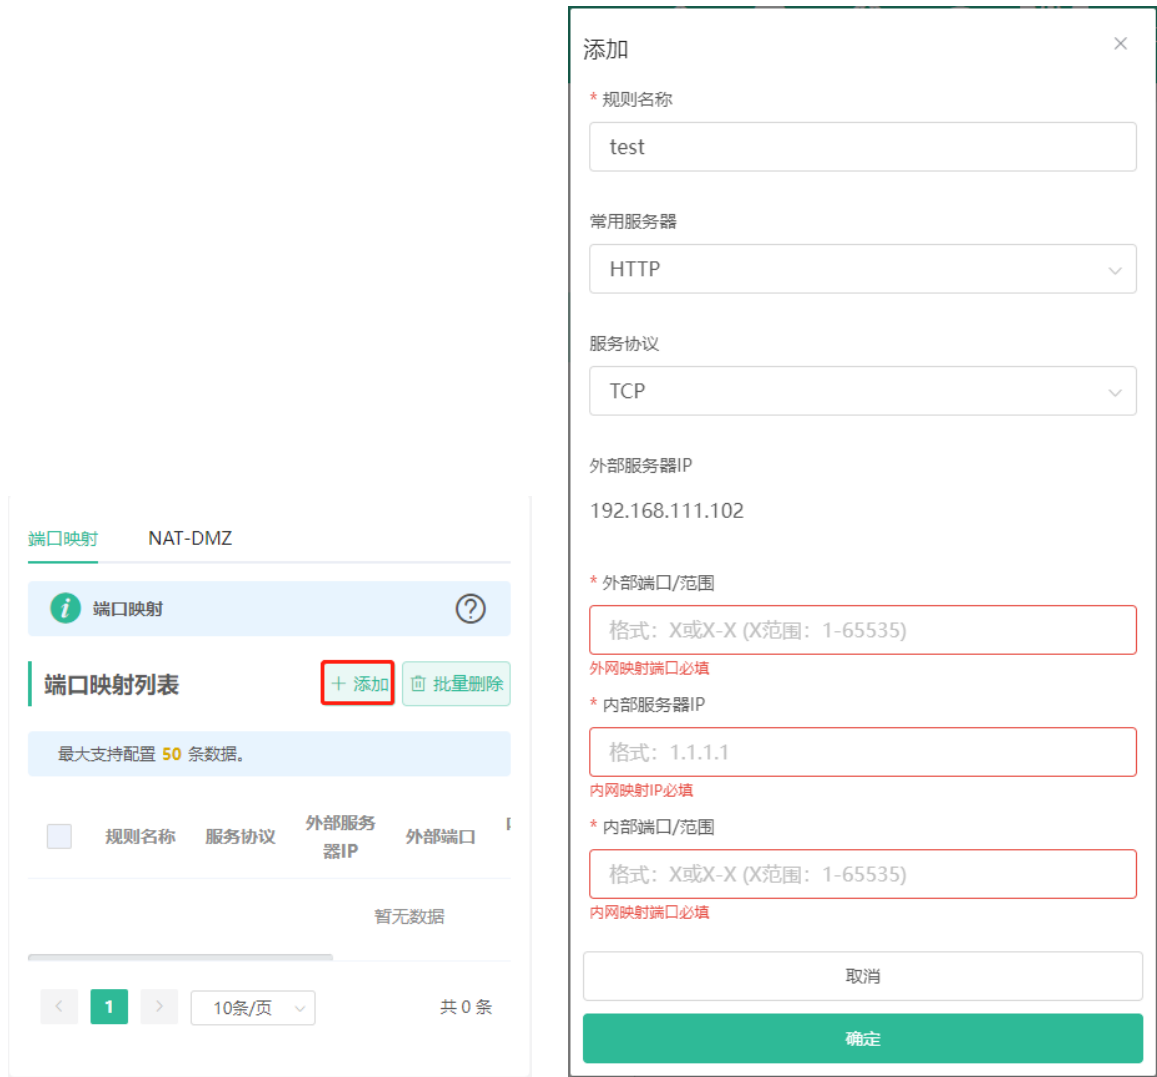 端口映射 NAT-DMZ
端口映射
端口映射列表 添加 批量删除
最大支持配置 50 条数据。
规则名称 服务协议 外部服务器IP 外部端口
暂无数据
1 10条/页 共 0 条
添加
* 规则名称
test
常用服务器
HTTP
服务协议
TCP
外部服务器IP
192.168.111.102
* 外部端口/范围
格式：X或X-X (X范围：1-65535)
外网映射端口必填
* 内部服务器IP
格式：1.1.1.1
内网映射IP必填
* 内部端口/范围
格式：X或X-X (X范围：1-65535)
内网映射端口必填
取消
确定